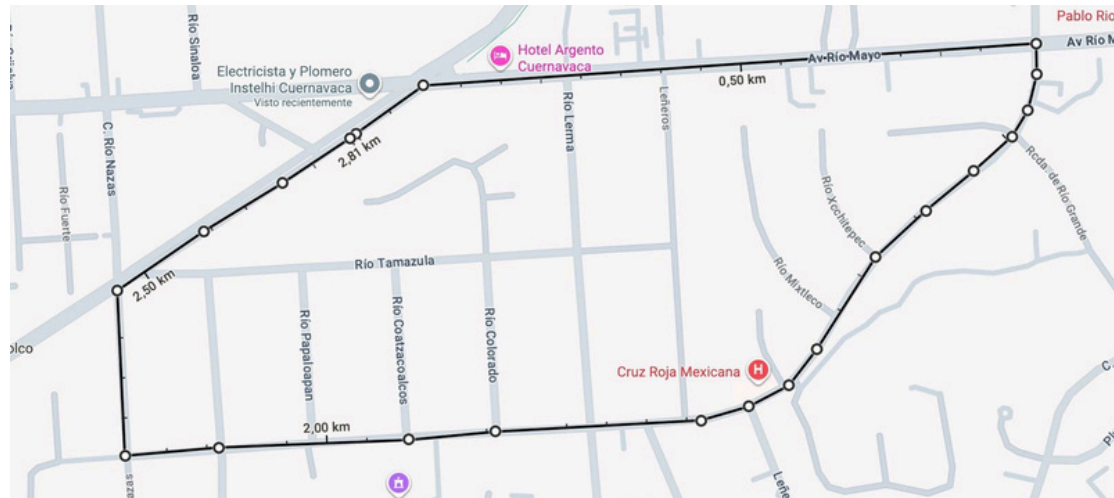 Pablo Río
Río Sinaloa
Hotel Argento
Cuernavaca
Av Río Mayo
Av Río M
Electricista y Plomero
Instelhi Cuernavaca
Visto recientemente
0,50 km
Leñeros
Río Lerma
C. Río Nazas
2,81 km
Rcda. de Río Grande
Río Fuerte
Río Xochitepec
Río Tamazula
Río Mixtleco
2,50 km
Río Papaloapan
Río Coatzacoalcos
Río Colorado
olco
Cruz Roja Mexicana
H
2,00 km
Leñe